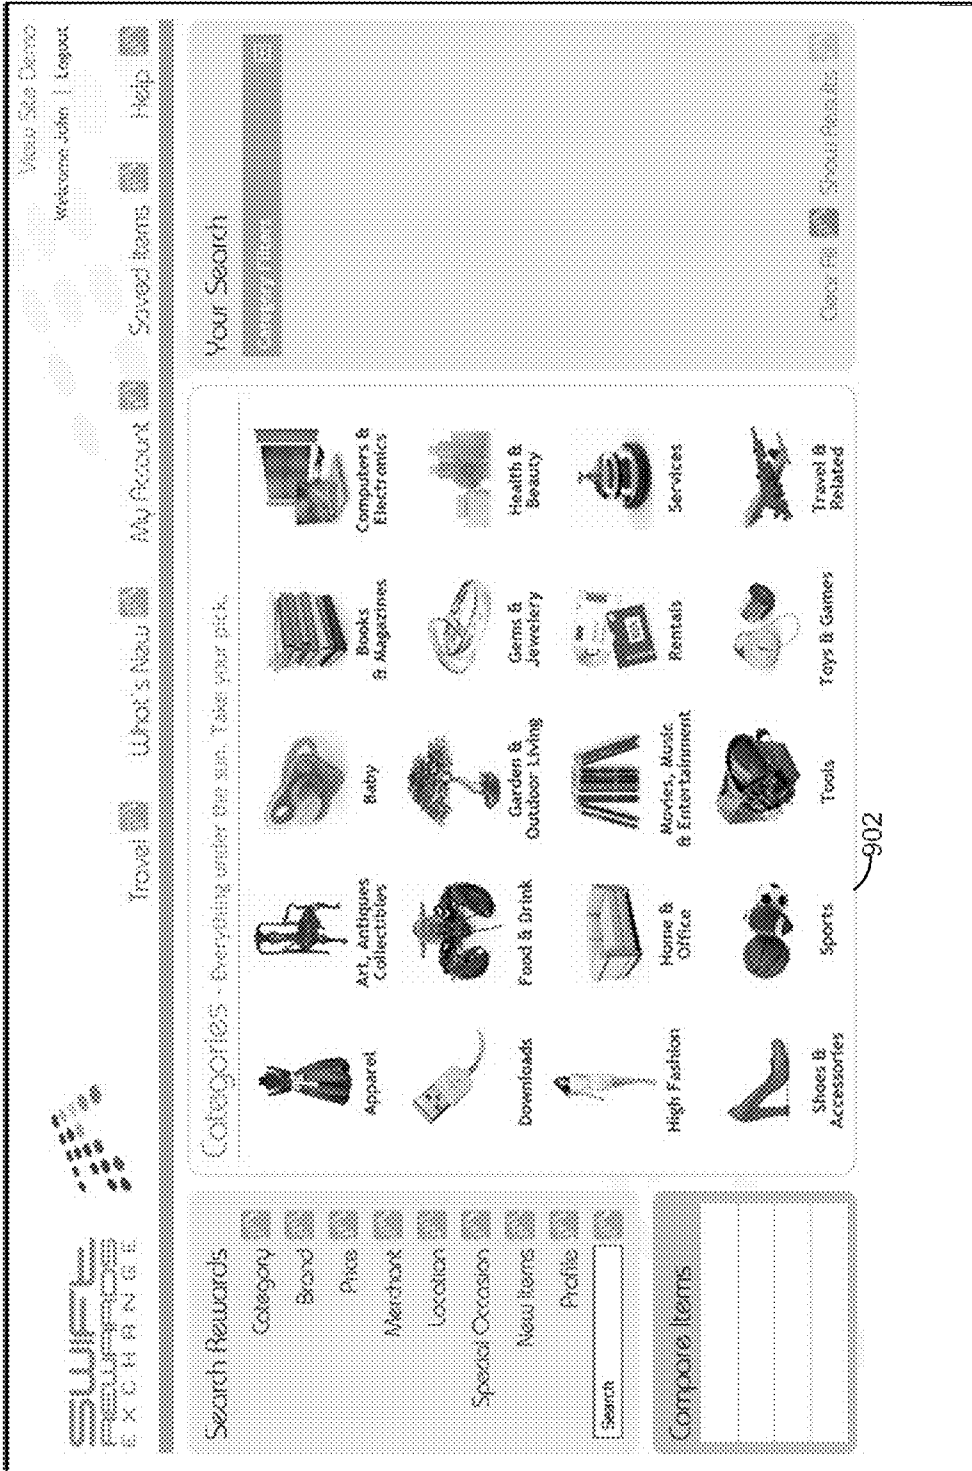 SWIFT
REWARDS
EXCHANGE
View Site Demo
Welcome John | Logout
Travel
What's New
My Account
Saved Items
Help
Search Rewards
Category
Brand
Price
Merchant
Location
Special Occasion
New Items
Profile
Search
Compare Items
Categories - Everything under the sun. Take your pick.
Apparel
Art, Antiques
Collectibles
Baby
Books
& Magazines
Computers &
Electronics
Downloads
Food & Drink
Garden &
Outdoor Living
Gems &
Jewelery
Health &
Beauty
High Fashion
Home &
Office
Movies, Music
& Entertainment
Rentals
Services
Shoes &
Accessories
Sports
Tools
Toys & Games
Travel &
Related
Your Search
Clear All
Show Results
902